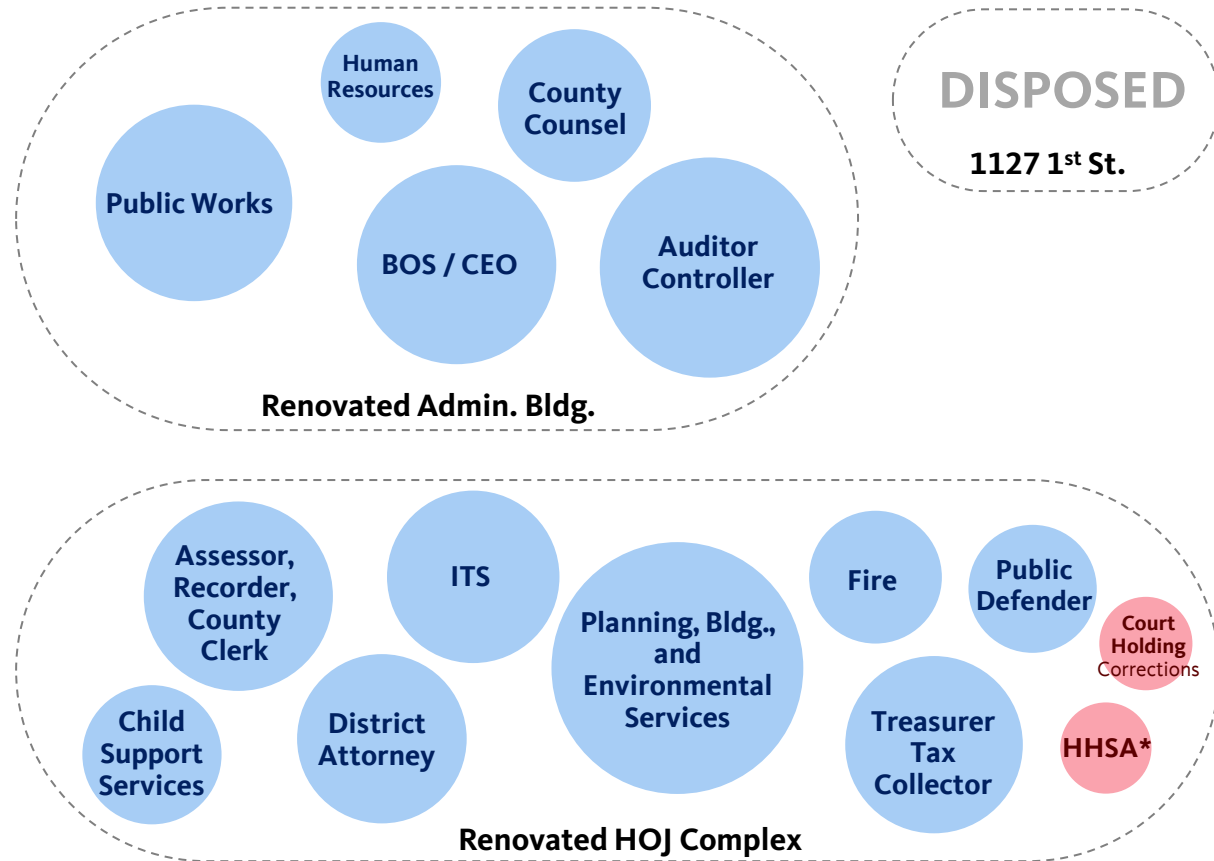 Human
Resources
County
Counsel
Public Works
BOS / CEO
Auditor
Controller
Renovated Admin. Bldg.
DISPOSED
1127 1st St.
Assessor,
Recorder,
County
Clerk
ITS
Planning, Bldg.,
and
Environmental
Services
Fire
Public
Defender
Court
Holding
Corrections
Child
Support
Services
District
Attorney
Treasurer
Tax
Collector
HHSA*
Renovated HOJ Complex